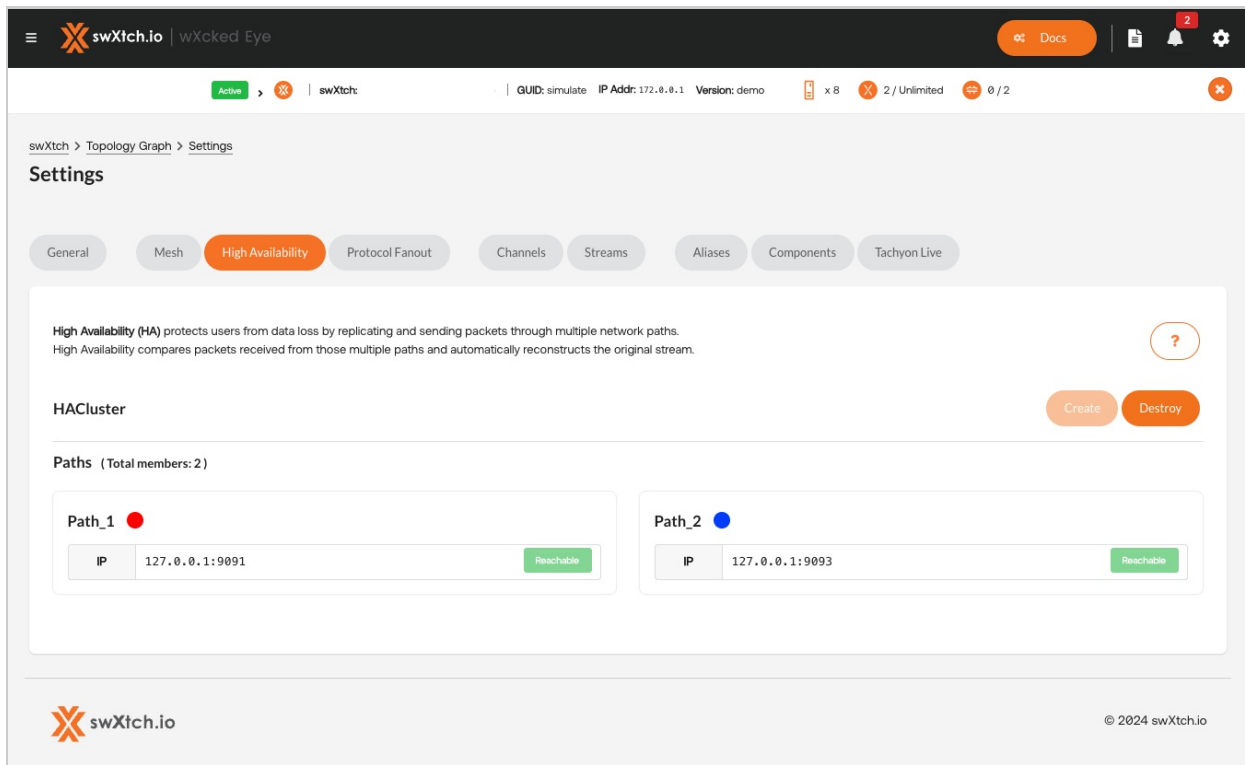 swXtch.io | wXcked Eye
Docs
2
Active > | swXtch: | GUID: simulate IP Addr: 172.0.0.1 Version: demo x 8 2 / Unlimited 0 / 2
swXtch > Topology Graph > Settings
Settings
General Mesh High Availability Protocol Fanout Channels Streams Aliases Components Tachyon Live
High Availability (HA) protects users from data loss by replicating and sending packets through multiple network paths.
High Availability compares packets received from those multiple paths and automatically reconstructs the original stream.
?
HACluster
Create Destroy
Paths ( Total members: 2 )
Path_1
IP 127.0.0.1:9091 Reachable
Path_2
IP 127.0.0.1:9093 Reachable
swXtch.io
© 2024 swXtch.io